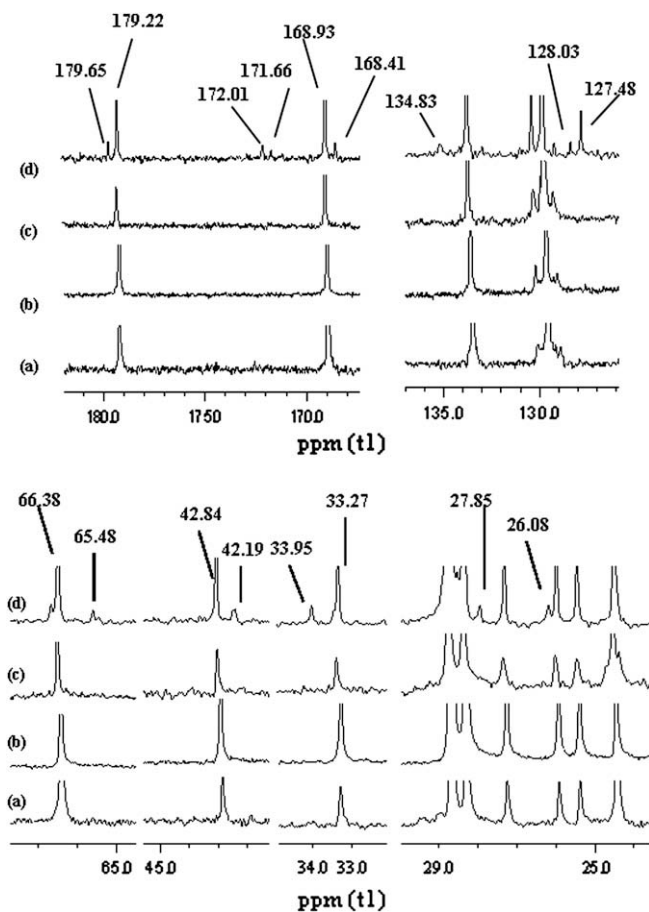 179.22
168.93
179.65
171.66
168.41
172.01
128.03
127.48
134.83
(d)
(c)
(b)
(a)
180.0 1750 170.0 135.0 130.0
ppm (t1)
66.38
65.48
42.84
42.19
33.95
33.27
27.85
26.08
(d)
(c)
(b)
(a)
65.0 45.0 34.0 33.0 29.0 25.0
ppm (t1)